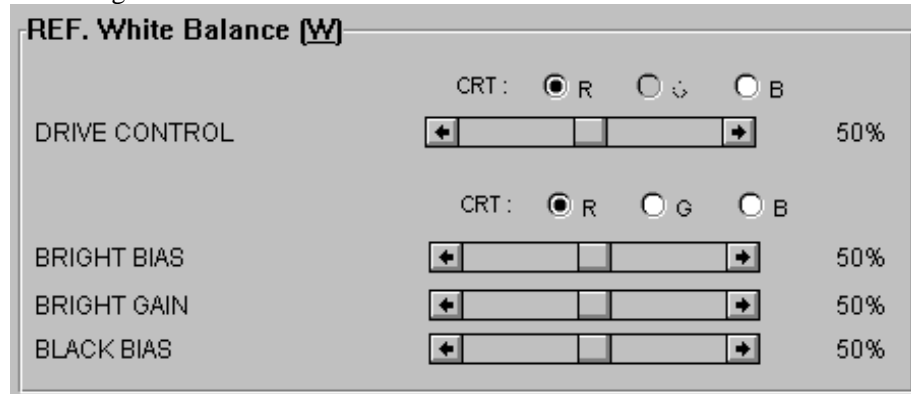 REF. White Balance (W)
CRT : R G B
DRIVE CONTROL 50%
CRT : R G B
BRIGHT BIAS 50%
BRIGHT GAIN 50%
BLACK BIAS 50%